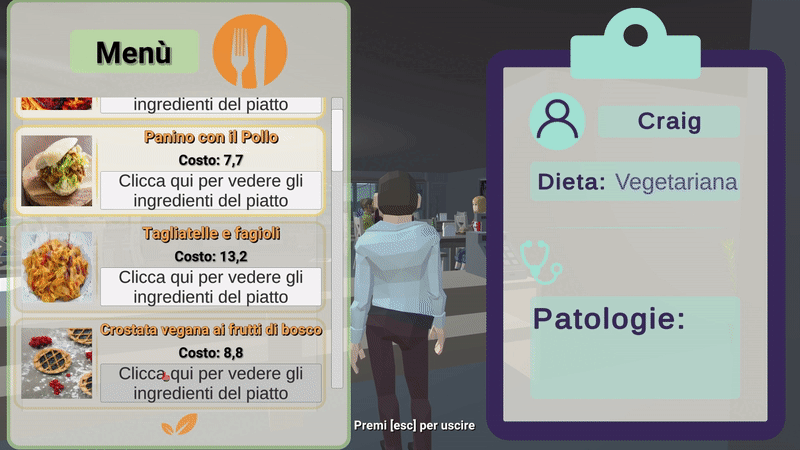 Menù
ingredienti del piatto
Panino con il Pollo
Costo: 7,7
Clicca qui per vedere gli
ingredienti del piatto
Tagliatelle e fagioli
Costo: 13,2
Clicca qui per vedere gli
ingredienti del piatto
Crostata vegana ai frutti di bosco
Costo: 8,8
Clicca qui per vedere gli
ingredienti del piatto
Premi [esc] per uscire
Craig
Dieta: Vegetariana
Patologie: